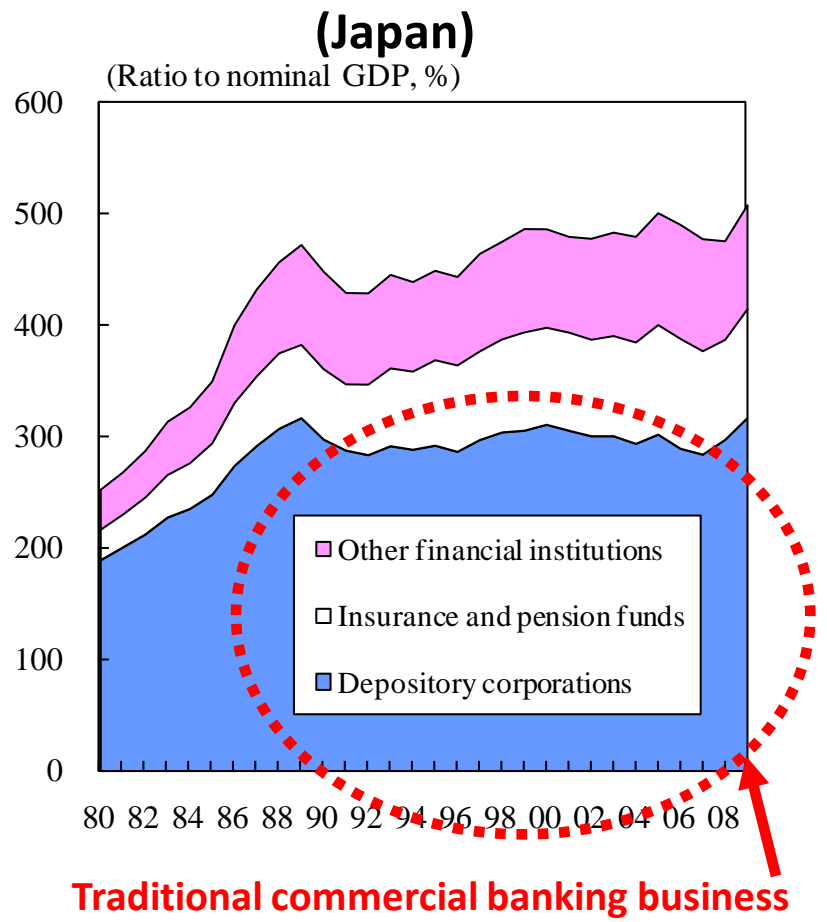 (Japan)
(Ratio to nominal GDP, %)
600
500
400
300
200
100
0
Other financial institutions
Insurance and pension funds
Depository corporations
80 82 84 86 88 90 92 94 96 98 00 02 04 06 08
Traditional commercial banking business